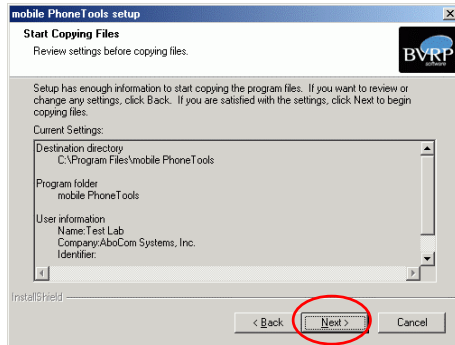 mobile PhoneTools setup
Start Copying Files
Review settings before copying files.
BVRP
software
Setup has enough information to start copying the program files. If you want to review or
change any settings, click Back. If you are satisfied with the settings, click Next to begin
copying files.
Current Settings:
Destination directory
C:\Program Files\mobile PhoneTools
Program folder
mobile PhoneTools
User information
Name:Test Lab
Company:AboCom Systems, Inc.
Identifier:
InstallShield
< Back
Next >
Cancel